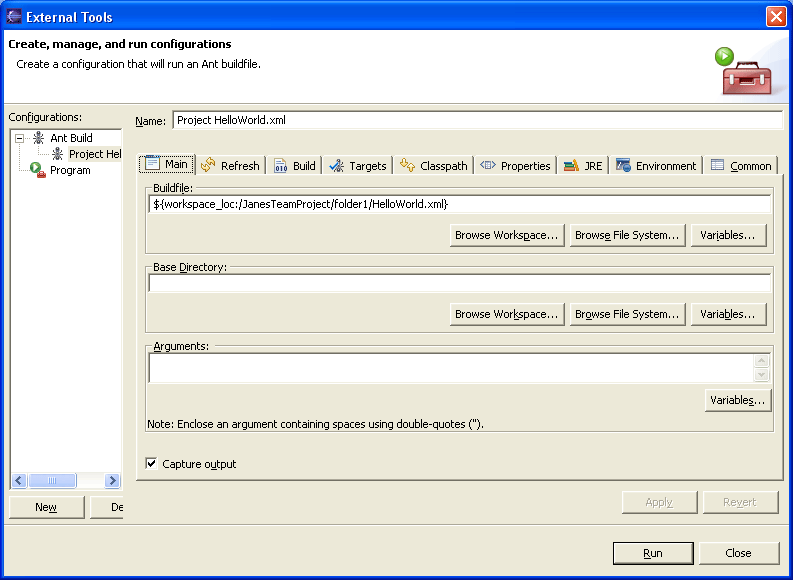 External Tools
Create, manage, and run configurations
Create a configuration that will run an Ant buildfile.
Configurations:
Ant Build
Project Hel
Program
New
De
Name: Project HelloWorld.xml
Main Refresh Build Targets Classpath Properties JRE Environment Common
Buildfile:
${workspace_loc:/JanesTeamProject/folder1/HelloWorld.xml}
Browse Workspace... Browse File System... Variables...
Base Directory:
Browse Workspace... Browse File System... Variables...
Arguments:
Variables...
Note: Enclose an argument containing spaces using double-quotes (").
Capture output
Apply Revert
Run Close